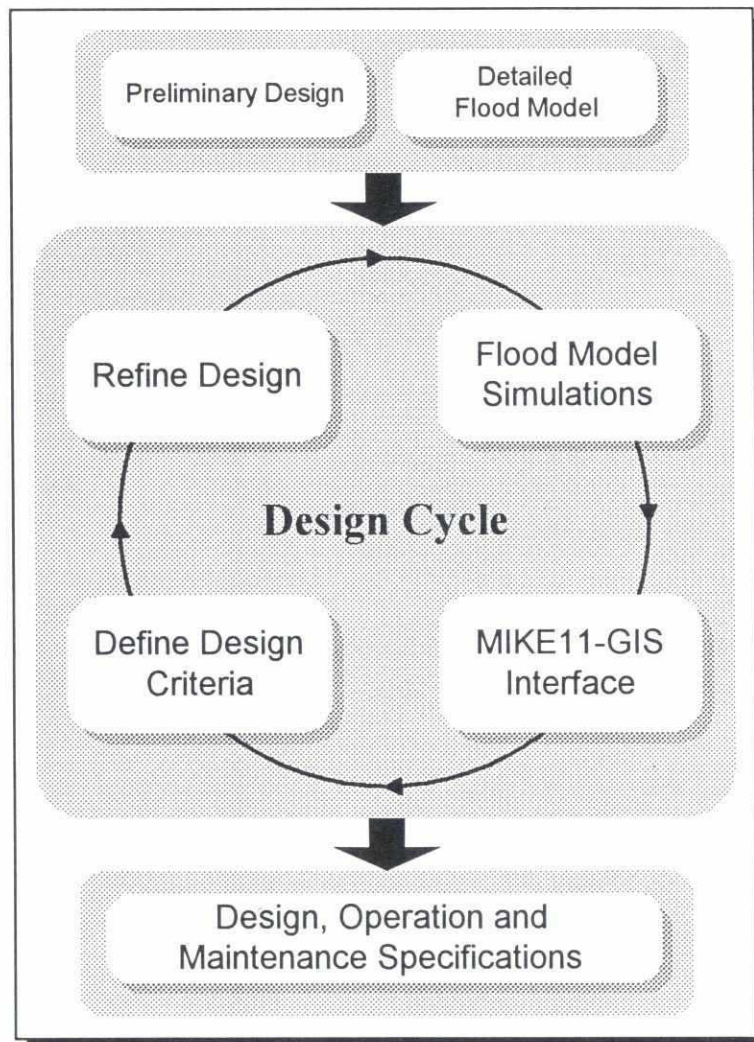 Preliminary Design
Detailed
Flood Model
Refine Design
Flood Model
Simulations
Design Cycle
Define Design
Criteria
MIKE11-GIS
Interface
Design, Operation and
Maintenance Specifications